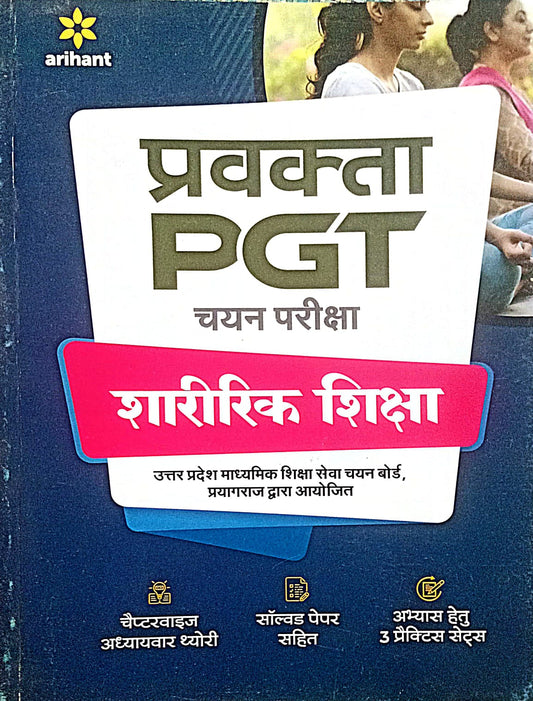 arihant
प्रवक्ता
PGT
चयन परीक्षा
शारीरिक शिक्षा
उत्तर प्रदेश माध्यमिक शिक्षा सेवा चयन बोर्ड,
प्रयागराज द्वारा आयोजित
चैप्टरवाइज
अध्यायवार थ्योरी
सॉल्वड पेपर
सहित
अभ्यास हेतु
3 प्रैक्टिस सेट्स